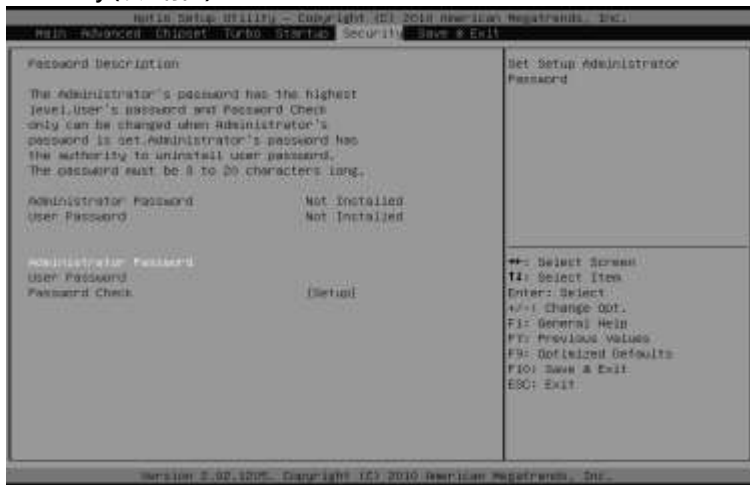 Aptio Setup Utility - Copyright (C) 2010 American Megatrends, Inc.
Main Advanced Chipset Turbo Startup Security Save & Exit
Password Description
Set Setup Administrator
Password
The Administrator's password has the highest
level.User's password and Password Check
only can be changed when Administrator's
password is set.Administrator's password has
the authority to uninstall user password.
The password must be to 20 characters long.
Administrator Password Not Installed
User Password Not Installed
Administrator Password
User Password
Password Check [Setup]
: Select Screen
↑↓: Select Item
Enter: Select
+/-: Change Opt.
F1: General Help
Previous Values
F9: Optimized Defaults
F10: Save & Exit
ESC: Exit
Version Copyright (C) 2010 American Megatrends, Inc.